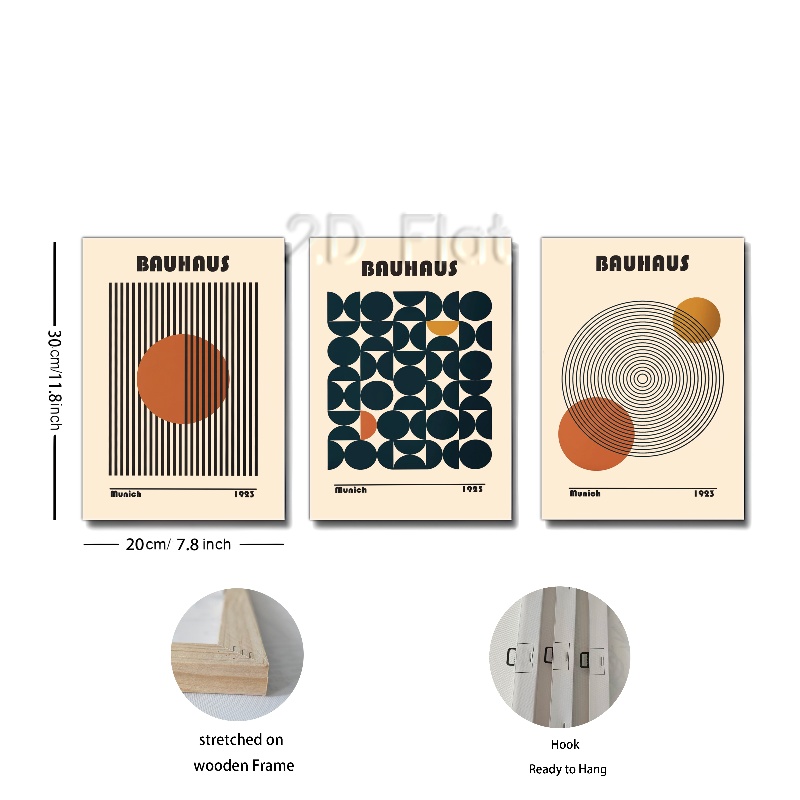 2D Flat
BAUHAUS
BAUHAUS
BAUHAUS
30cm/11.8inch
Munich 1923
Munich 1923
Munich 1923
20cm/ 7.8 inch
stretched on
wooden Frame
Hook
Ready to Hang